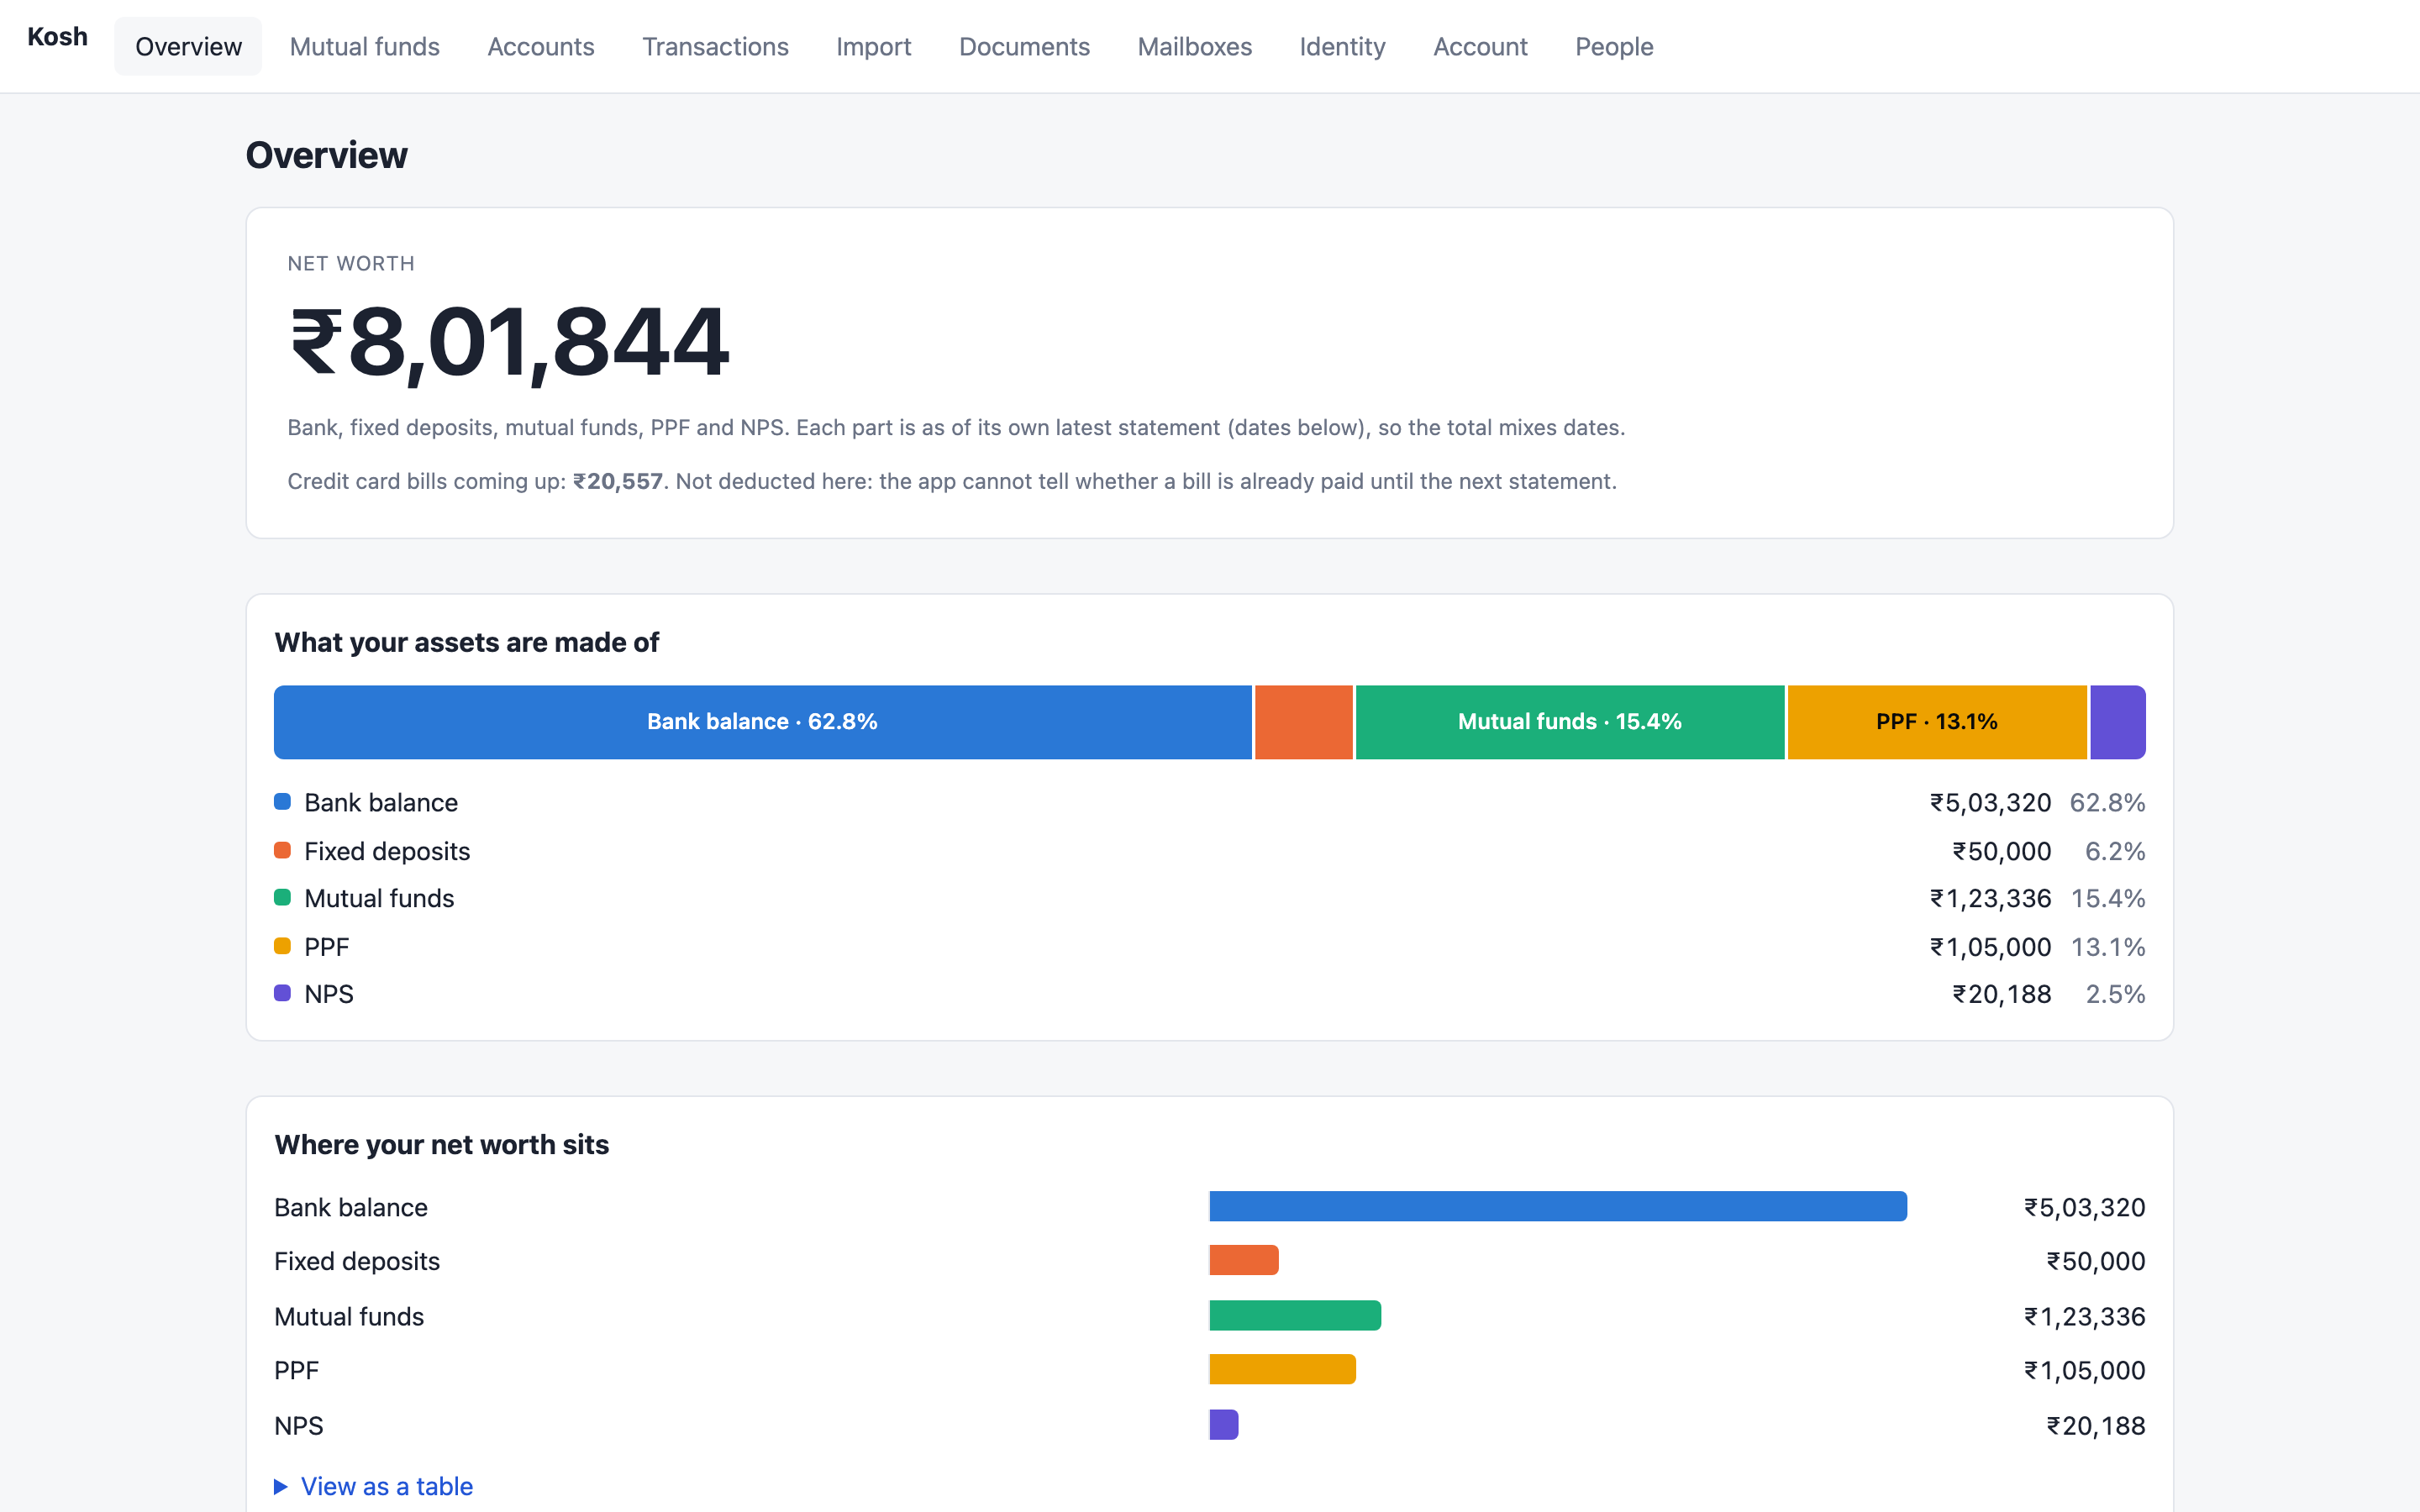 Kosh
Overview
Mutual funds
Accounts
Transactions
Import
Documents
Mailboxes
Identity
Account
People
Overview
NET WORTH
₹8,01,844
Bank, fixed deposits, mutual funds, PPF and NPS. Each part is as of its own latest statement (dates below), so the total mixes dates.
Credit card bills coming up: ₹20,557. Not deducted here: the app cannot tell whether a bill is already paid until the next statement.
What your assets are made of
Bank balance · 62.8%
Mutual funds · 15.4%
PPF · 13.1%
Bank balance ₹5,03,320 62.8%
Fixed deposits ₹50,000 6.2%
Mutual funds ₹1,23,336 15.4%
PPF ₹1,05,000 13.1%
NPS ₹20,188 2.5%
Where your net worth sits
Bank balance ₹5,03,320
Fixed deposits ₹50,000
Mutual funds ₹1,23,336
PPF ₹1,05,000
NPS ₹20,188
View as a table